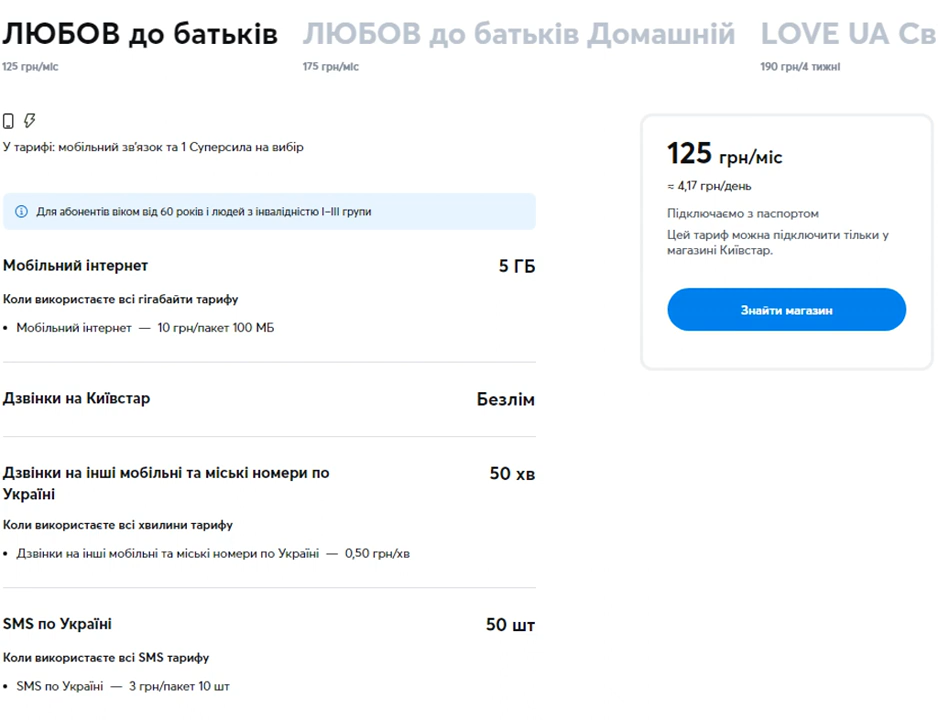 ЛЮБОВ до батьків
125 грн/міс
ЛЮБОВ до батьків Домашній
175 грн/міс
LOVE UA Св
190 грн/4 тижні
У тарифі: мобільний зв'язок та 1 Суперсила на вибір
Для абонентів віком від 60 років і людей з інвалідністю I–III групи
Мобільний інтернет
5 ГБ
Коли використаєте всі гігабайти тарифу
• Мобільний інтернет — 10 грн/пакет 100 МБ
Дзвінки на Київстар
Безлім
Дзвінки на інші мобільні та міські номери по
Україні
50 хв
Коли використаєте всі хвилини тарифу
• Дзвінки на інші мобільні та міські номери по Україні — 0,50 грн/хв
SMS по Україні
50 шт
Коли використаєте всі SMS тарифу
• SMS по Україні — 3 грн/пакет 10 шт
125 грн/міс
≈ 4,17 грн/день
Підключаємо з паспортом
Цей тариф можна підключити тільки у
магазині Київстар.
Знайти магазин